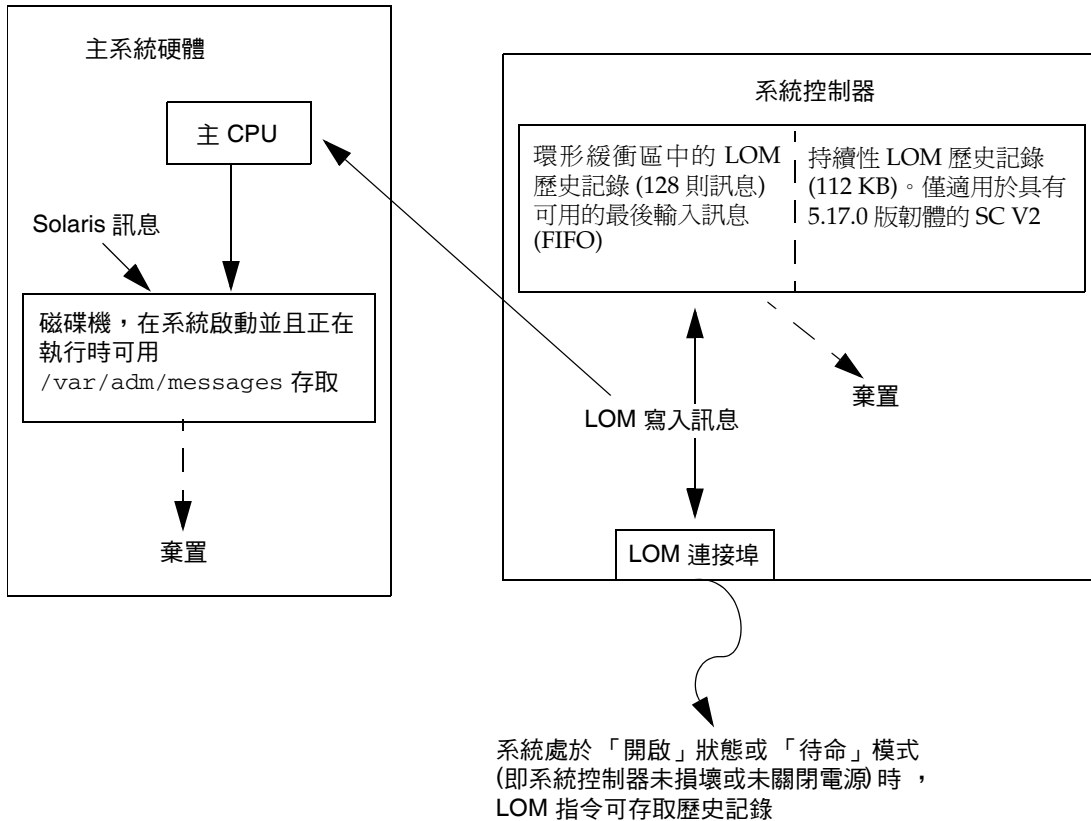 主系統硬體
主 CPU
Solaris 訊息
磁碟機，在系統啟動並且正在
執行時可用
/var/adm/messages 存取
棄置
系統控制器
環形緩衝區中的 LOM
歷史記錄 (128 則訊息)
可用的最後輸入訊息
(FIFO)
持續性 LOM 歷史記錄
(112 KB)。僅適用於具有
5.17.0 版韌體的 SC V2
棄置
LOM 寫入訊息
LOM 連接埠
系統處於「開啟」狀態或「待命」模式
(即系統控制器未損壞或未關閉電源) 時，
LOM 指令可存取歷史記錄